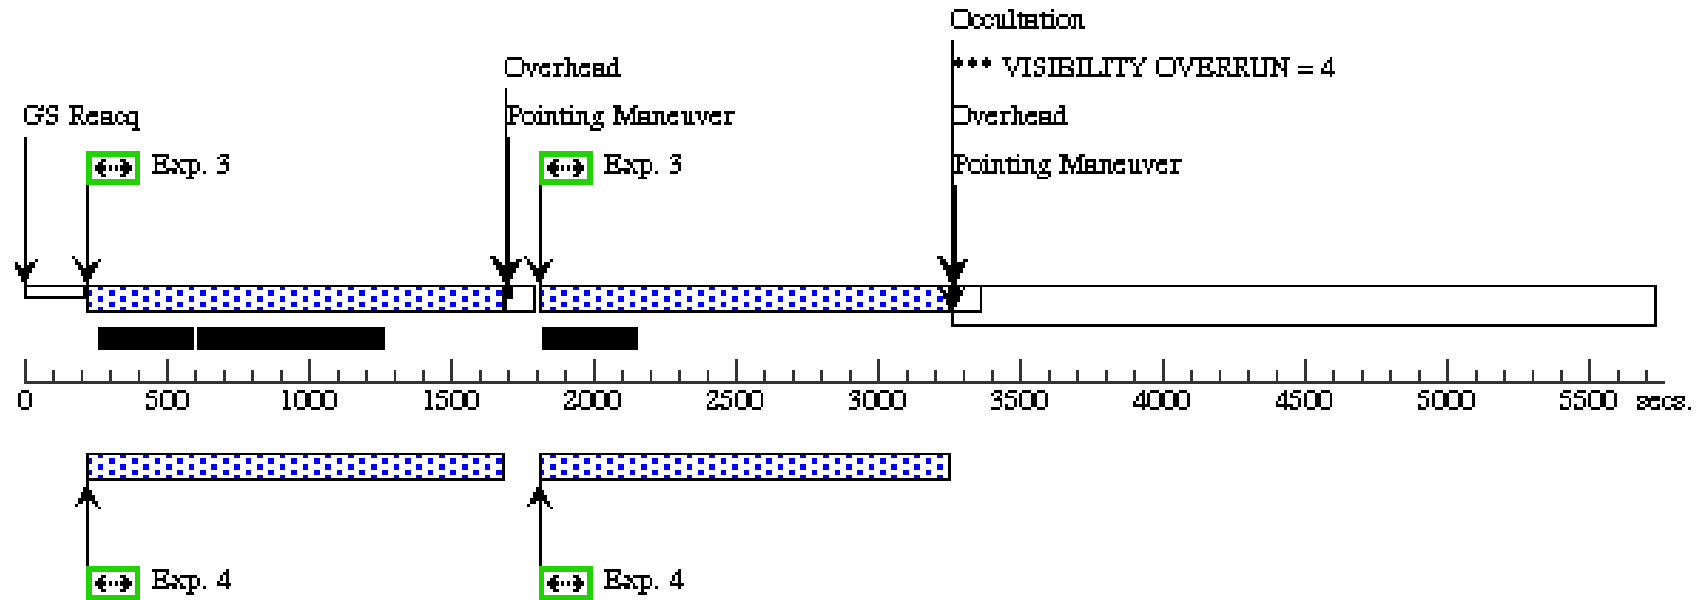 Occultation
Overhead
*** VISIBILITY OVERRUN = 4
GS Reacq
Pointing Maneuver
Overhead
Exp. 3
Exp. 3
Pointing Maneuver
0 500 1000 1500 2000 2500 3000 3500 4000 4500 5000 5500 secs.
Exp. 4
Exp. 4